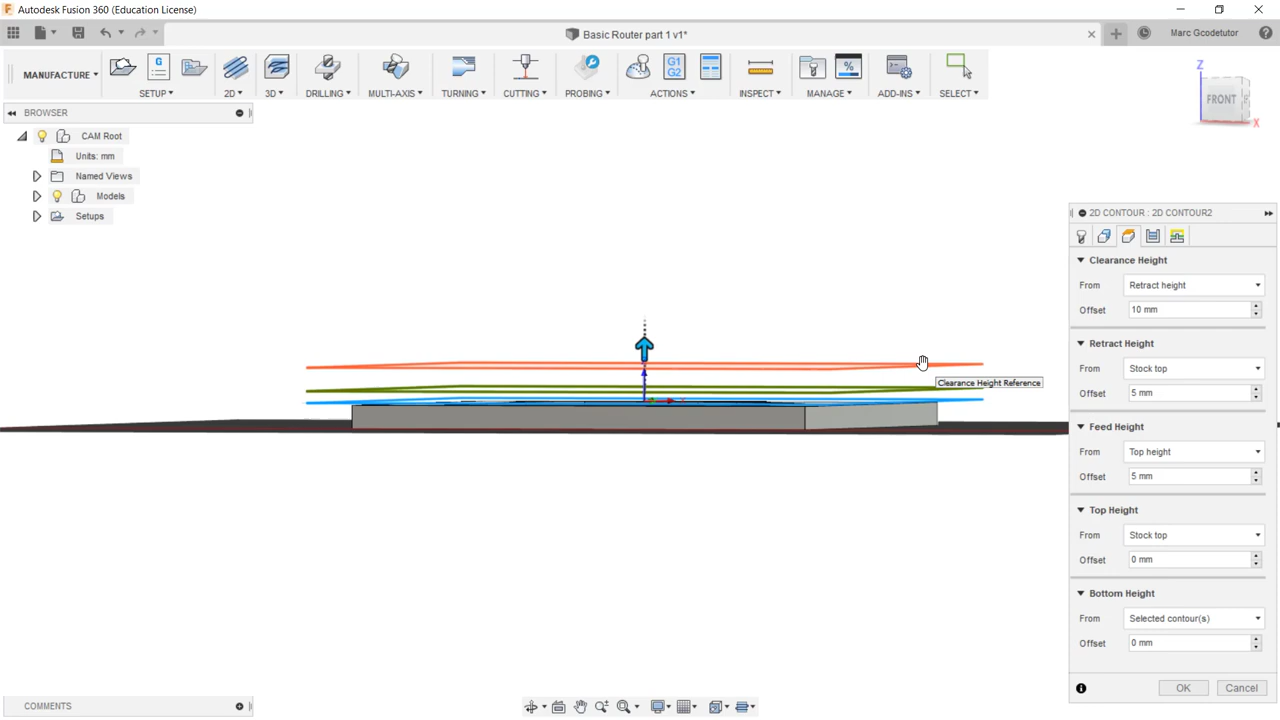 Autodesk Fusion 360 (Education License)
Basic Router part 1 v1*
Marc Gcodetutor
MANUFACTURE
SETUP
2D
3D
DRILLING
MULTI-AXIS
TURNING
CUTTING
PROBING
ACTIONS
INSPECT
MANAGE
ADD-INS
SELECT
G
G1
G2
%
BROWSER
CAM Root
Units: mm
Named Views
Models
Setups
Z
FRONT
X
Clearance Height Reference
2D CONTOUR : 2D CONTOUR2
Clearance Height
From Retract height
Offset 10 mm
Retract Height
From Stock top
Offset 5 mm
Feed Height
From Top height
Offset 5 mm
Top Height
From Stock top
Offset 0 mm
Bottom Height
From Selected contour(s)
Offset 0 mm
OK Cancel
COMMENTS